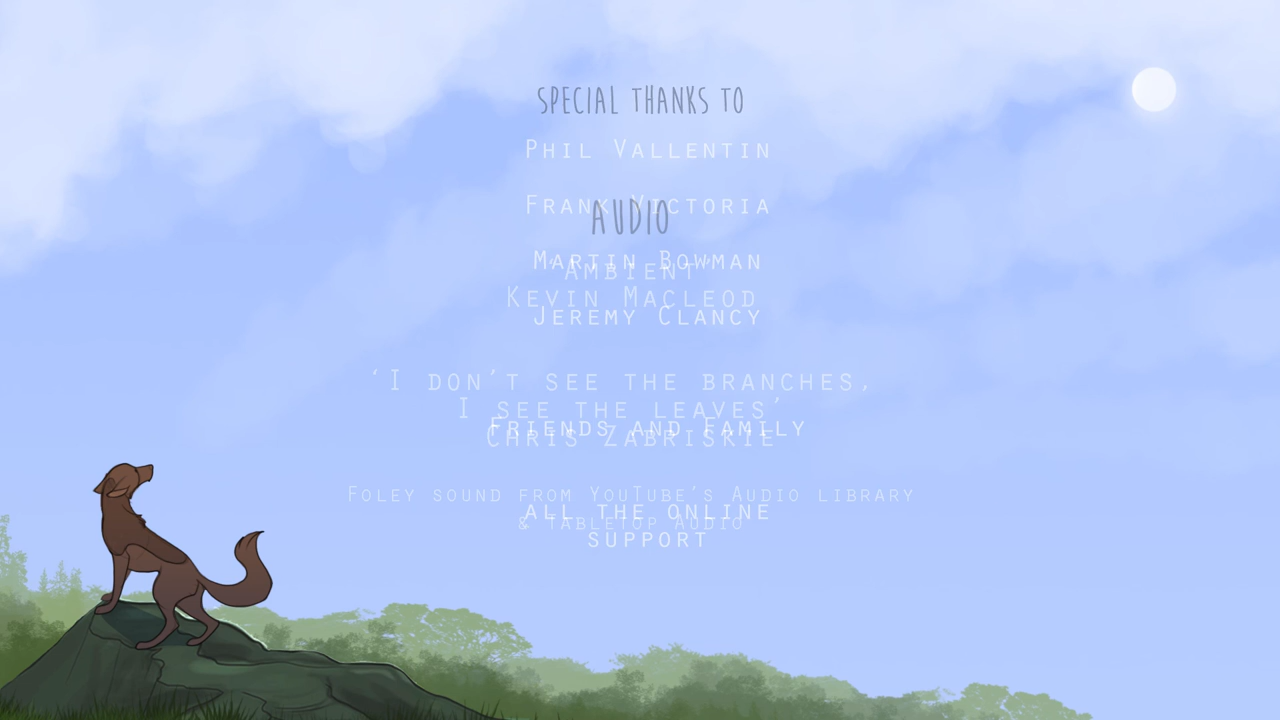 SPECIAL THANKS TO
PHIL VALLENTIN
FRANK VICTORIA
AUDIO
MARTIN BOWMAN
'AMBIENT'
KEVIN MACLEOD
JEREMY CLANCY
'I DON'T SEE THE BRANCHES,
I SEE THE LEAVES'
FRIENDS AND FAMILY
CHRIS ZABRISKIE
FOLEY SOUND FROM YOUTUBE'S AUDIO LIBRARY
ALL THE ONLINE
& TABLETOP AUDIO
SUPPORT